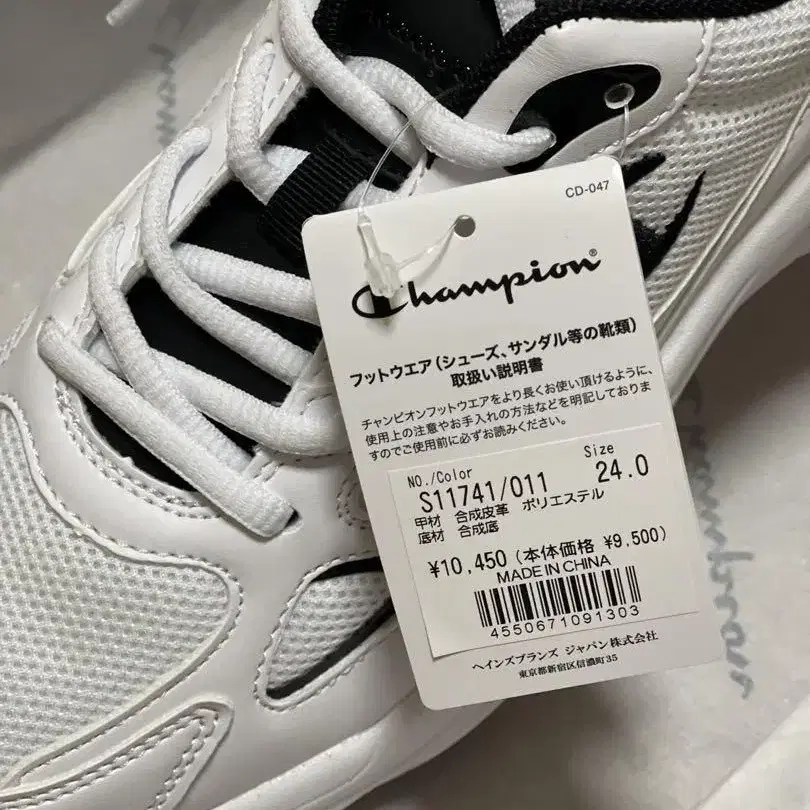 CD-047
Champion®
フットウエア(シューズ、サンダル等の靴類)
取扱い説明書
チャンピオンフットウエアをより長くお使い頂けるように、
使用上の注意やお手入れの方法などを明記しておりま
すのでご使用前に必ずお読みください。
NO./Color Size
S11741/011 24.0
甲材 合成皮革 ポリエステル
底材 合成底
¥10,450(本体価格 ¥9,500)
MADE IN CHINA
4550671091303
ヘインズブランズ ジャパン株式会社
東京都新宿区信濃町35